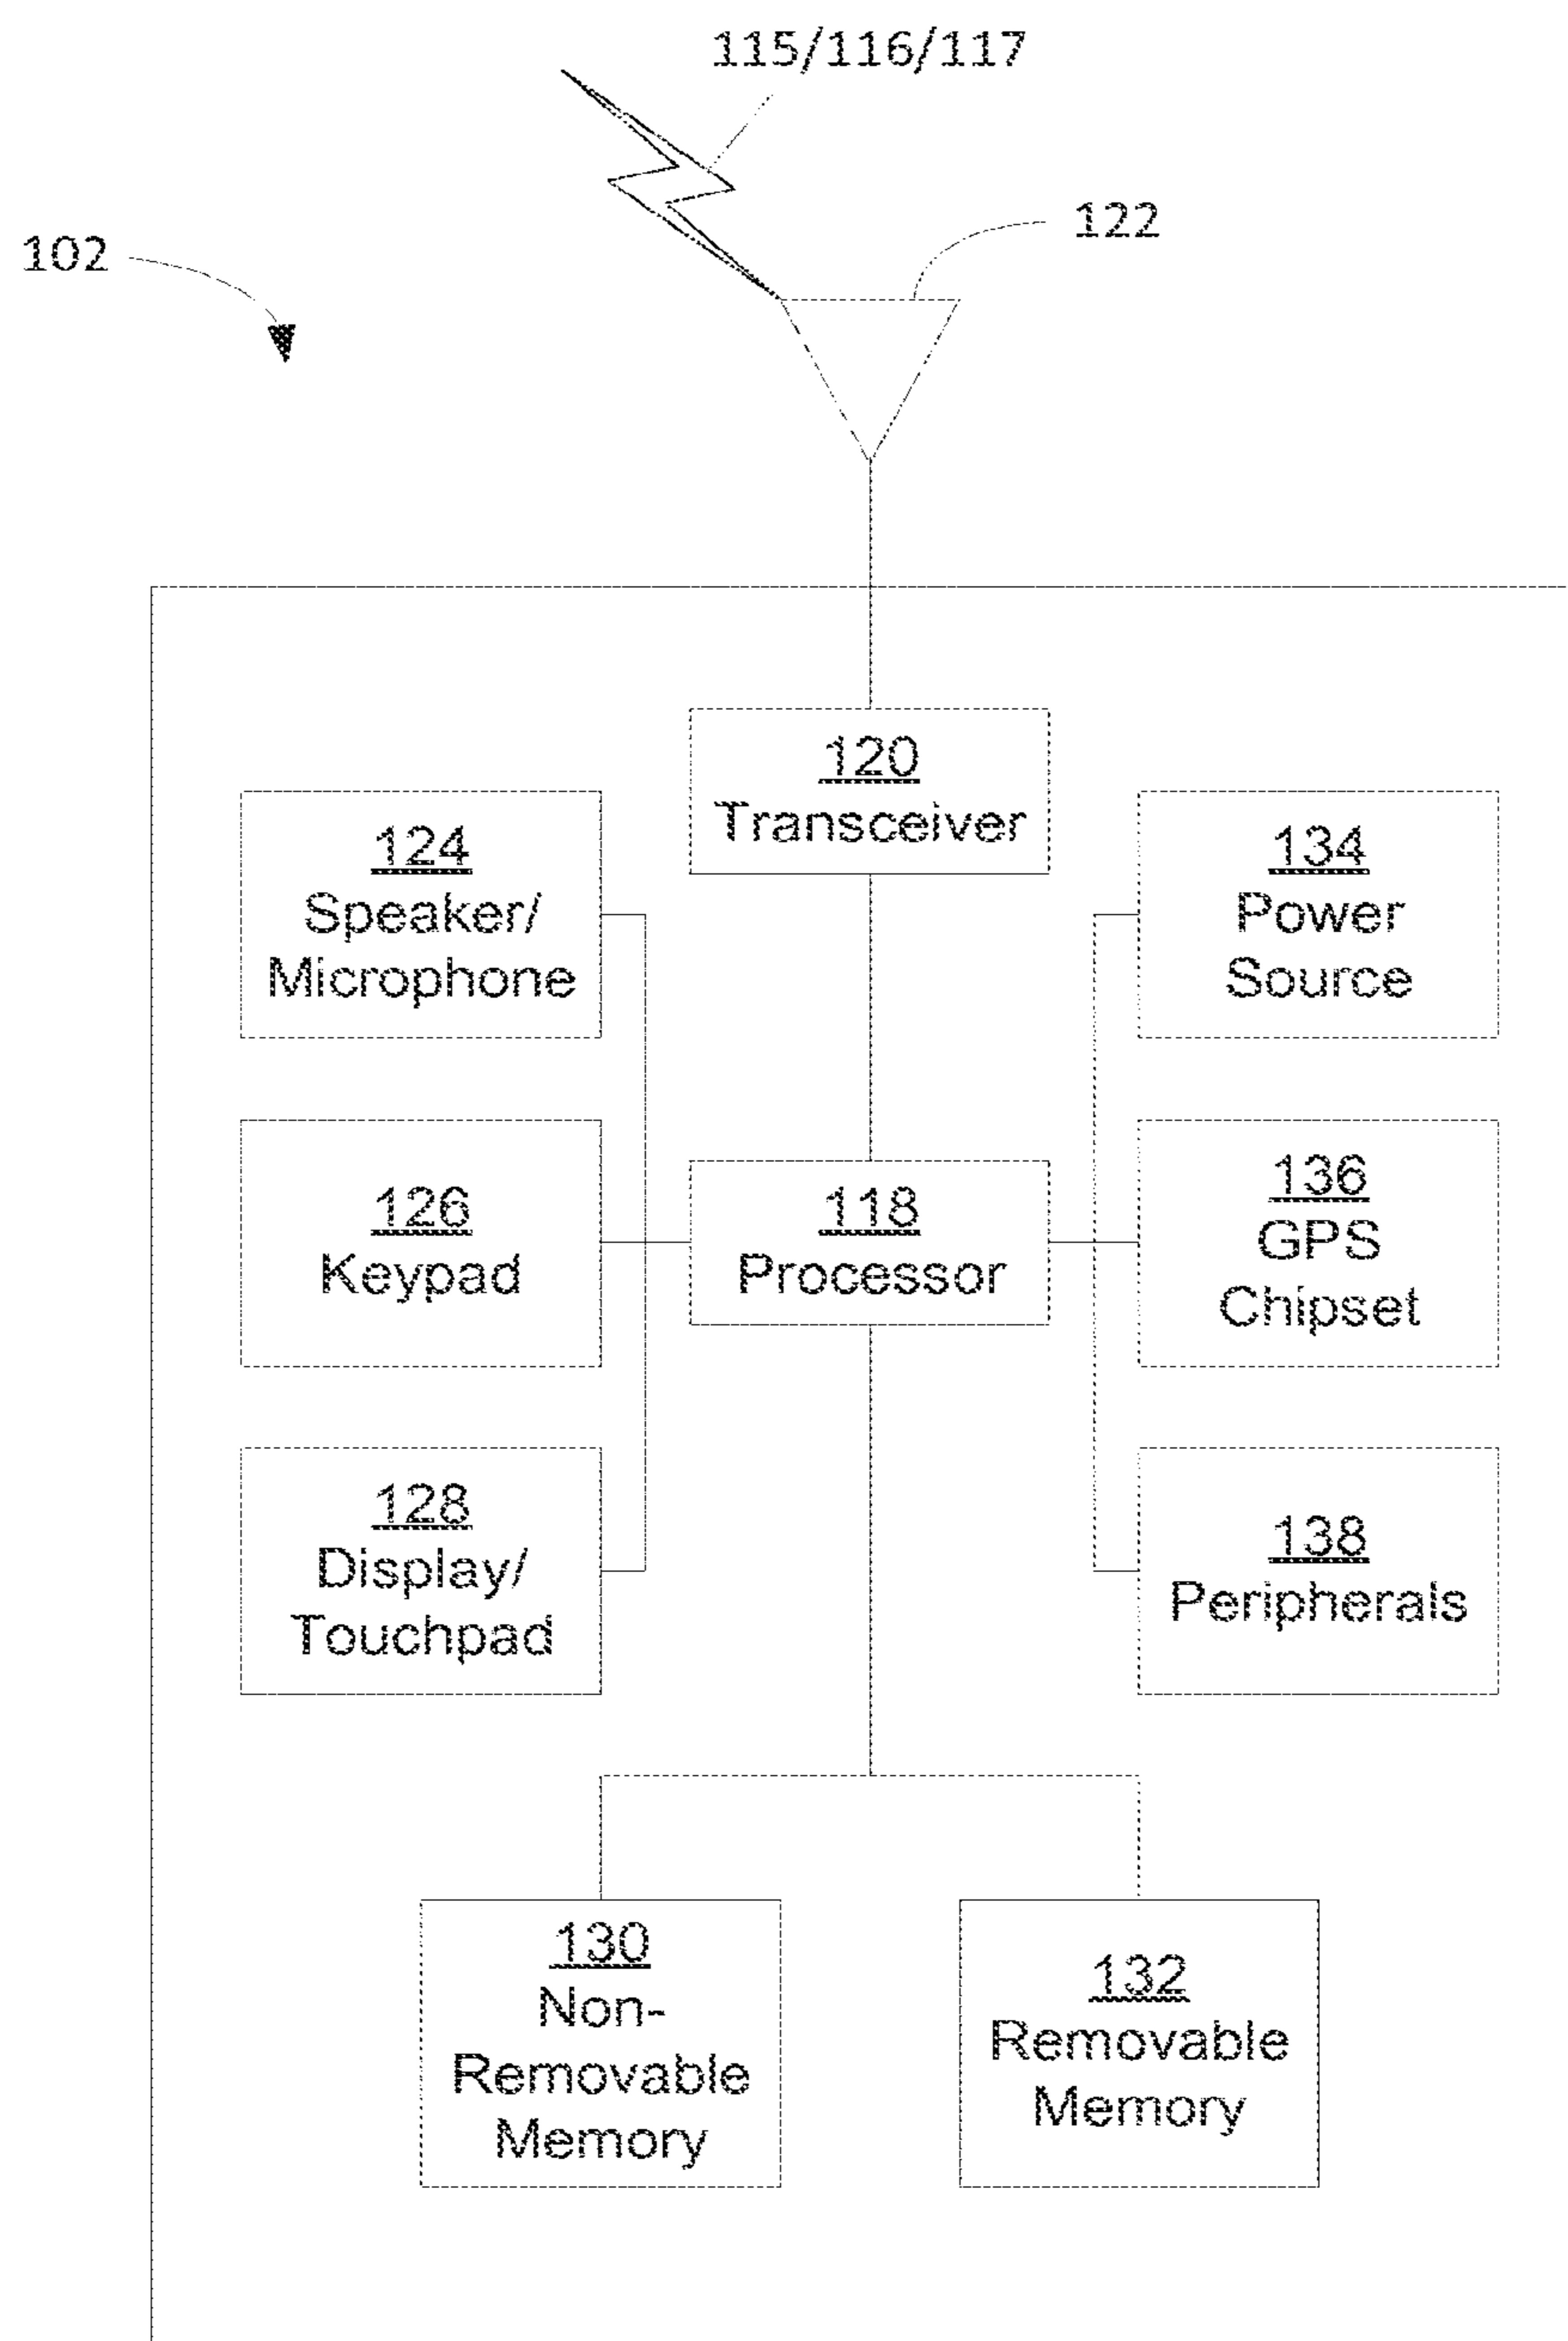 115/116/117
122
102
120
Transceiver
124
Speaker/
Microphone
134
Power
Source
126
Keypad
118
Processor
136
GPS
Chipset
128
Display/
Touchpad
138
Peripherals
130
Non-
Removable
Memory
132
Removable
Memory